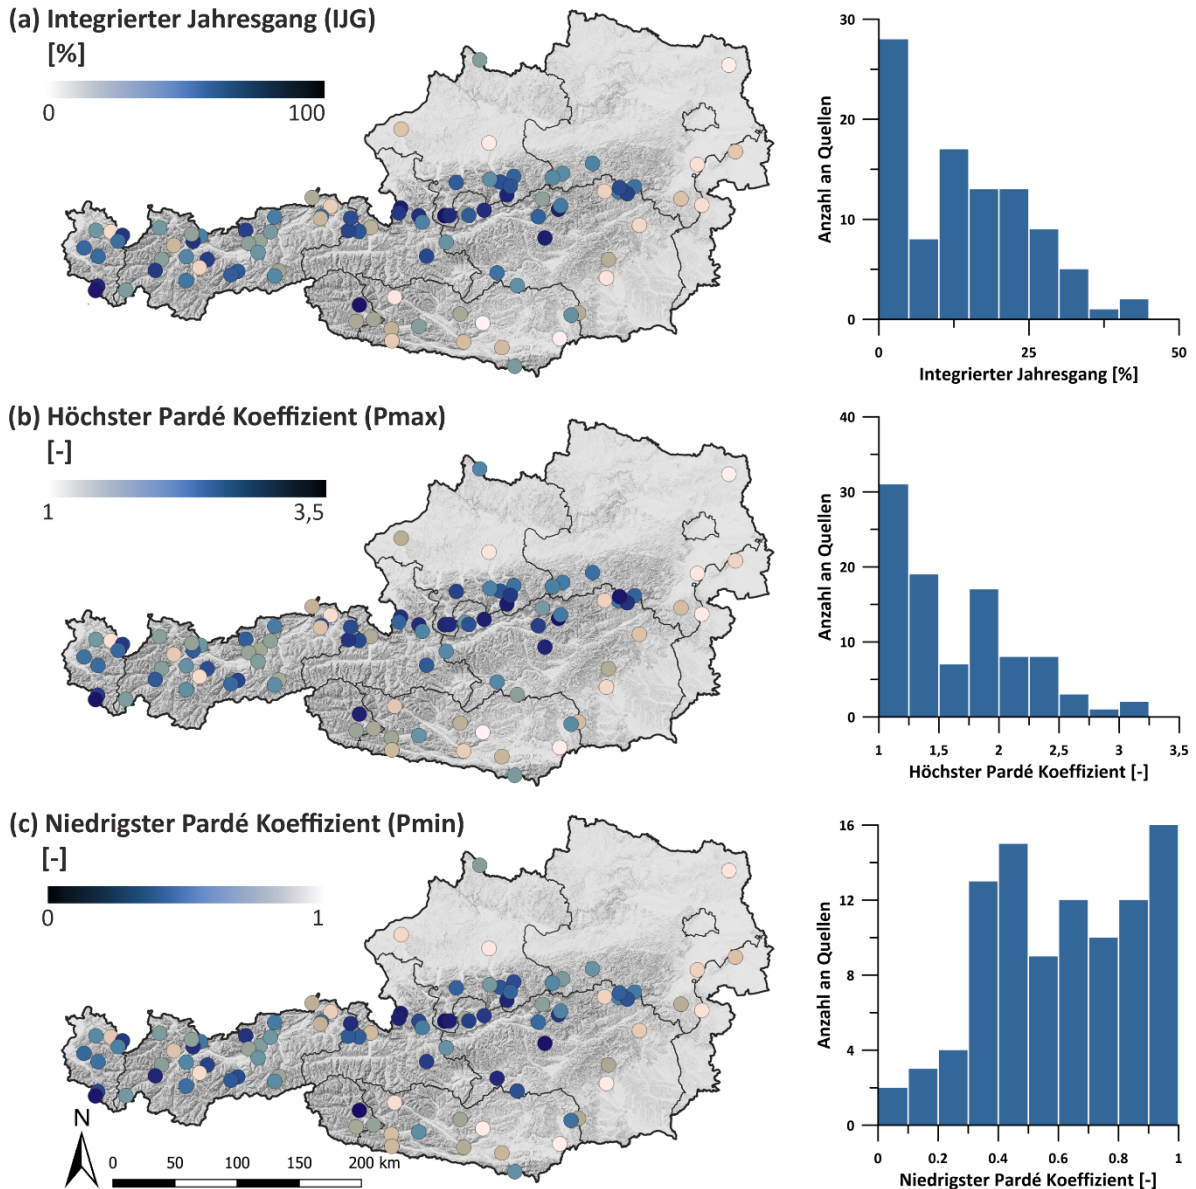 (a) Integrierter Jahresgang (IJG)
[%]
0 100
30
20
10
0
0 25 50
Anzahl an Quellen
Integrierter Jahresgang [%]
(b) Höchster Pardé Koeffizient (Pmax)
[-]
1 3,5
40
30
20
10
0
1 1,5 2 2,5 3 3,5
Anzahl an Quellen
Höchster Pardé Koeffizient [-]
(c) Niedrigster Pardé Koeffizient (Pmin)
[-]
0 1
N
0 50 100 150 200 km
16
12
8
4
0
0 0.2 0.4 0.6 0.8 1
Anzahl an Quellen
Niedrigster Pardé Koeffizient [-]